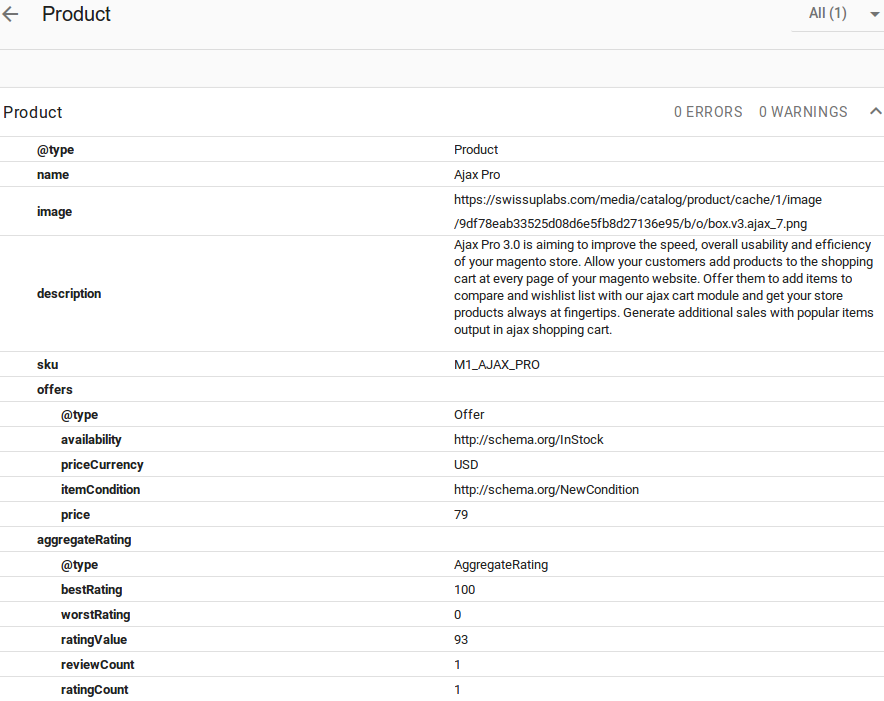 Product
All (1)
Product
0 ERRORS 0 WARNINGS
@type Product
name Ajax Pro
image https://swissuplabs.com/media/catalog/product/cache/1/image
/9df78eab33525d08d6e5fb8d27136e95/b/o/box.v3.ajax_7.png
description
Ajax Pro 3.0 is aiming to improve the speed, overall usability and efficiency
of your magento store. Allow your customers add products to the shopping
cart at every page of your magento website. Offer them to add items to
compare and wishlist list with our ajax cart module and get your store
products always at fingertips. Generate additional sales with popular items
output in ajax shopping cart.
sku M1_AJAX_PRO
offers
@type Offer
availability http://schema.org/InStock
priceCurrency USD
itemCondition http://schema.org/NewCondition
price 79
aggregateRating
@type AggregateRating
bestRating 100
worstRating 0
ratingValue 93
reviewCount 1
ratingCount 1